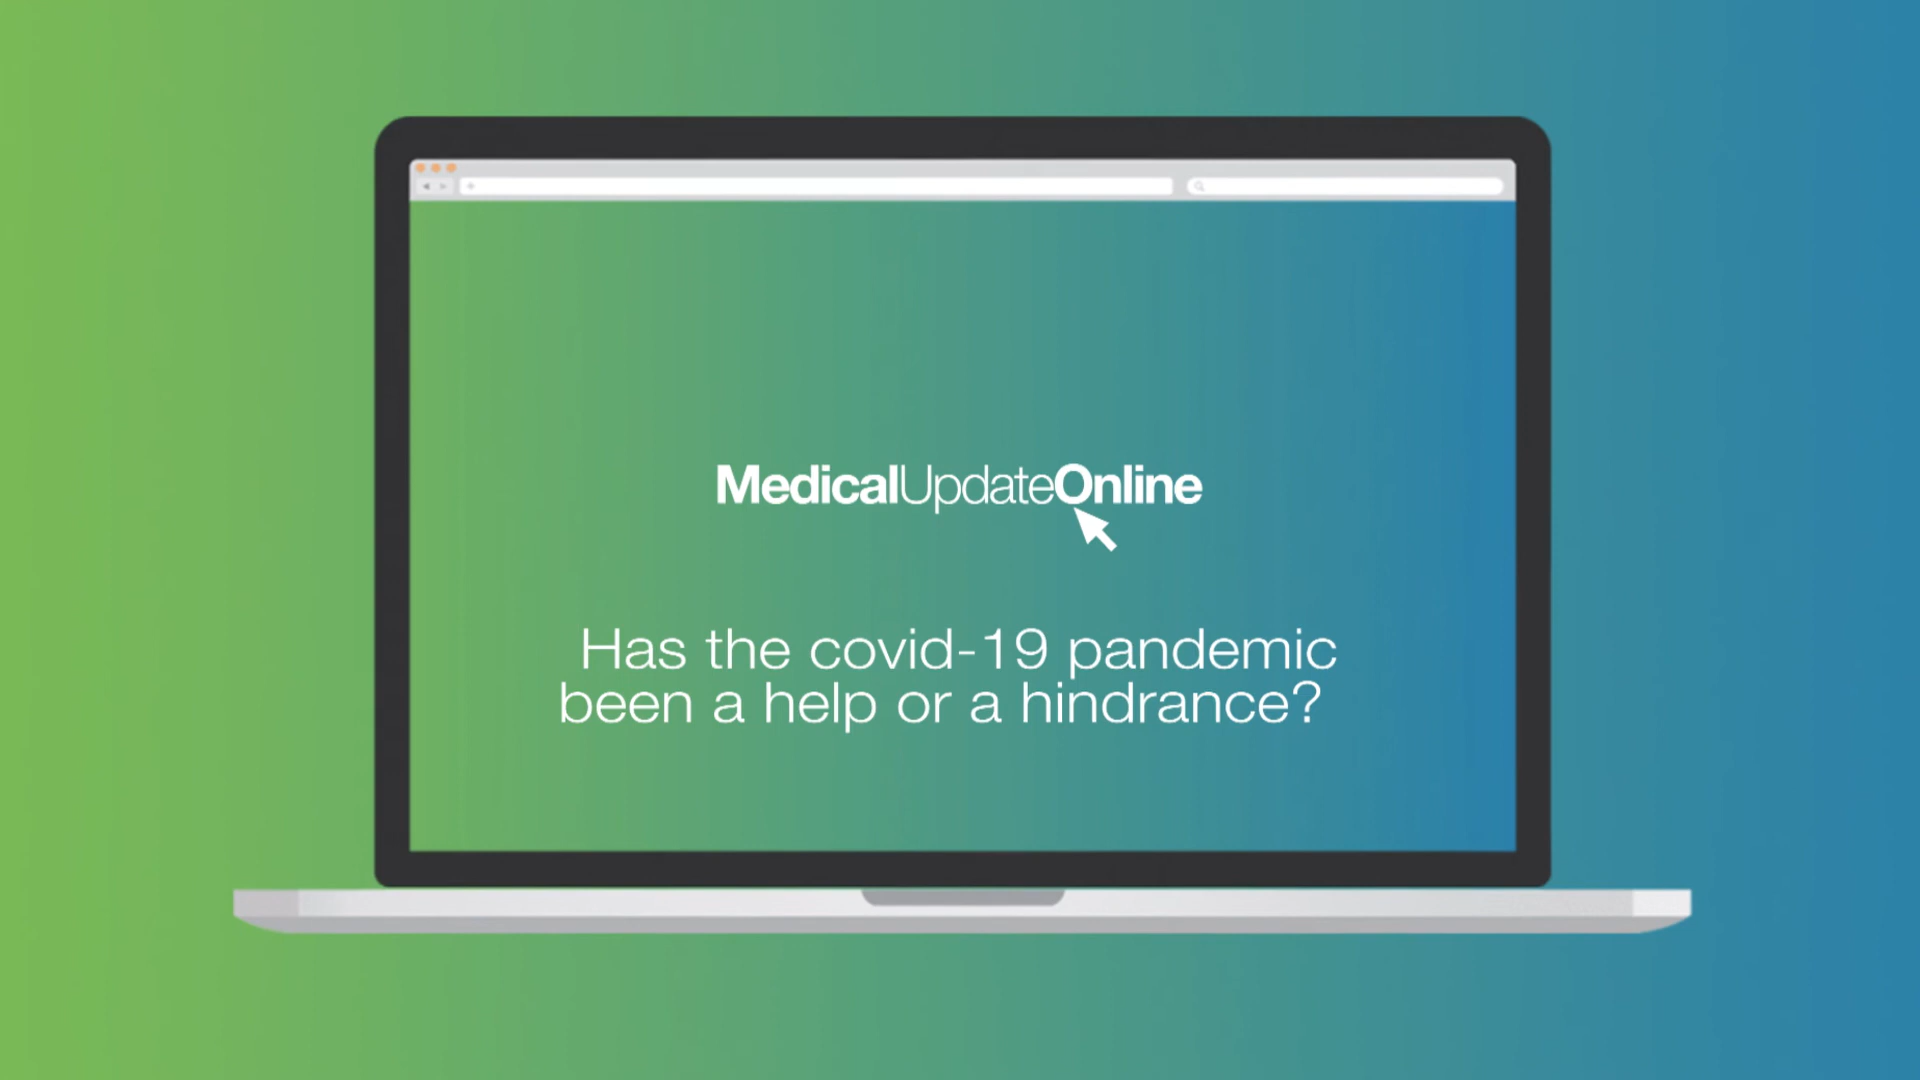 MedicalUpdateOnline
Has the covid-19 pandemic
been a help or a hindrance?